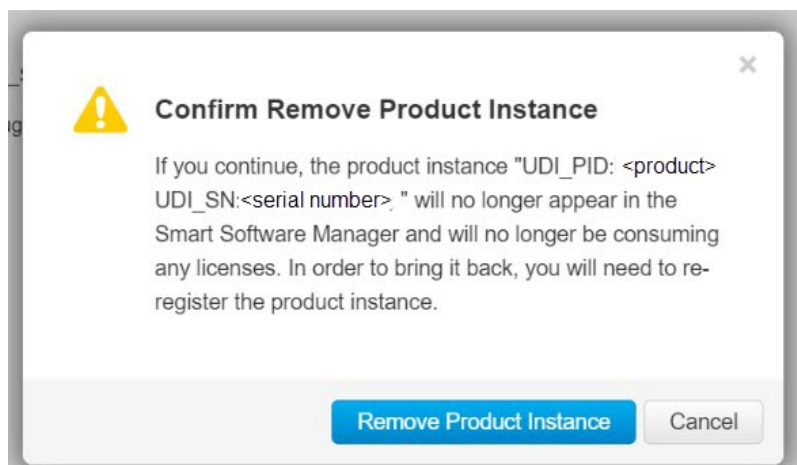 Confirm Remove Product Instance
If you continue, the product instance "UDI_PID: <product>
UDI_SN:<serial number>, " will no longer appear in the
Smart Software Manager and will no longer be consuming
any licenses. In order to bring it back, you will need to re-
register the product instance.
Remove Product Instance
Cancel